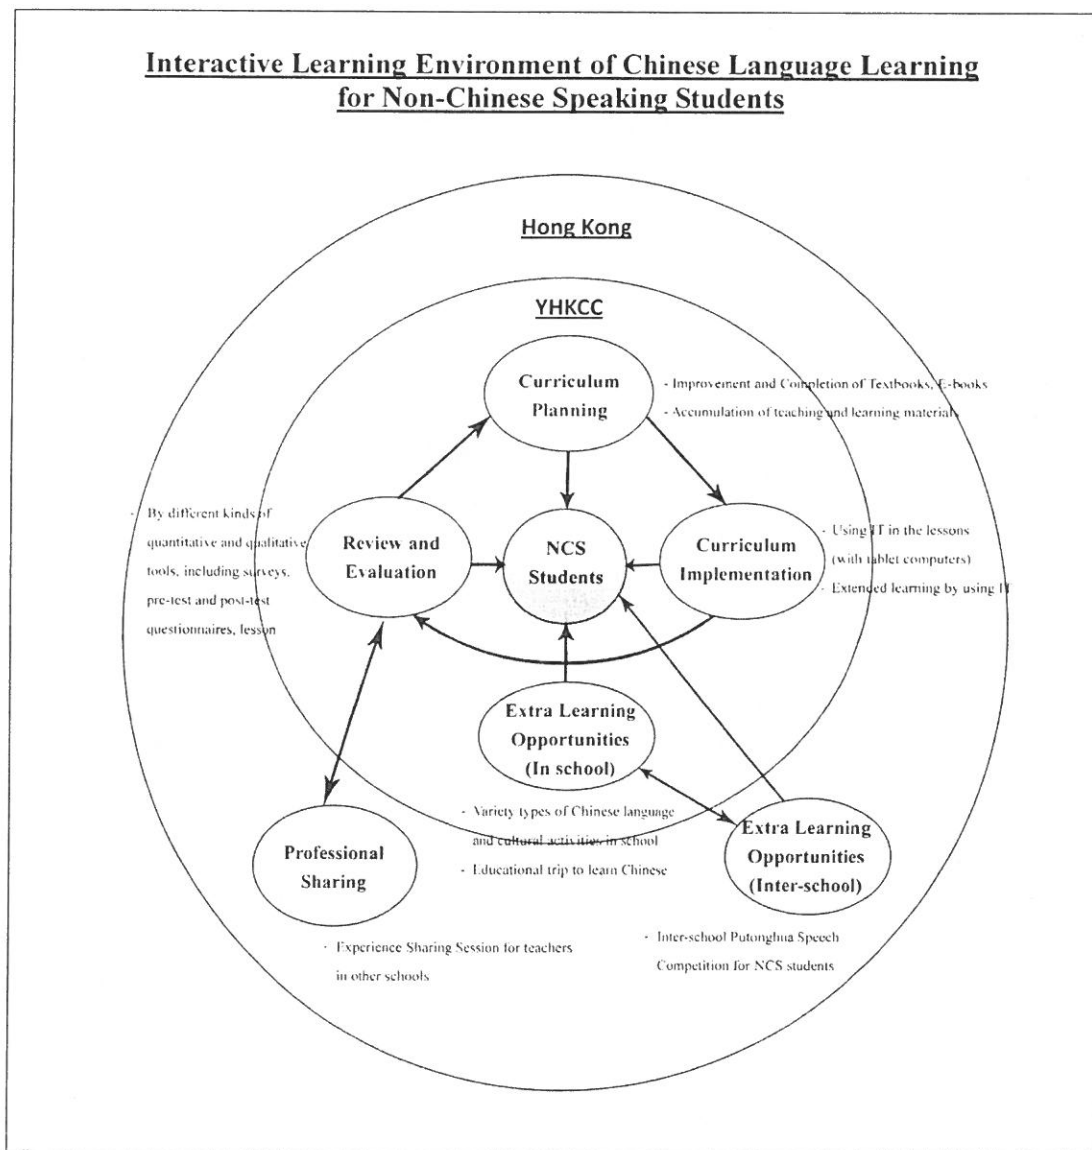 Interactive Learning Environment of Chinese Language Learning
for Non-Chinese Speaking Students
Hong Kong
YHKCC
Curriculum
Planning
- Improvement and Completion of Textbooks, E-books
- Accumulation of teaching and learning materials
- By different kinds of
quantitative and qualitative
tools, including surveys,
pre-test and post-test
questionnaires, lesson
Review and
Evaluation
NCS
Students
Curriculum
Implementation
- Using IT in the lessons
(with tablet computers)
- Extended learning by using IT
Extra Learning
Opportunities
(In school)
- Variety types of Chinese language
and cultural activities in school
- Educational trip to learn Chinese
Professional
Sharing
- Experience Sharing Session for teachers
in other schools
Extra Learning
Opportunities
(Inter-school)
- Inter-school Putonghua Speech
Competition for NCS students